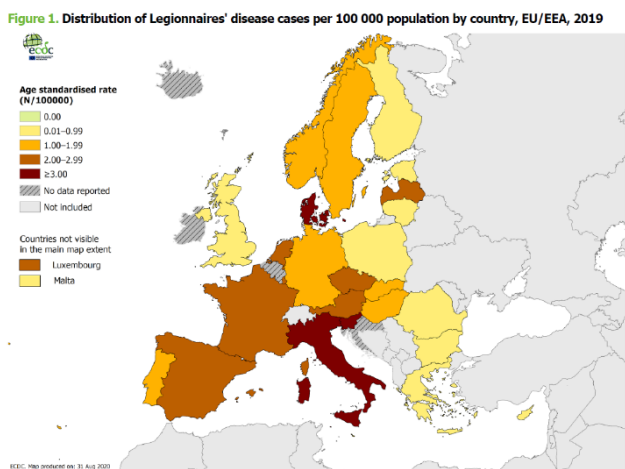 Figure 1. Distribution of Legionnaires' disease cases per 100 000 population by country, EU/EEA, 2019
ecdc
Age standardised rate
(N/100000)
0.00
0.01–0.99
1.00–1.99
2.00–2.99
≥3.00
No data reported
Not included
Countries not visible
in the main map extent
Luxembourg
Malta
ECDC. Map produced on: 31 Aug 2020